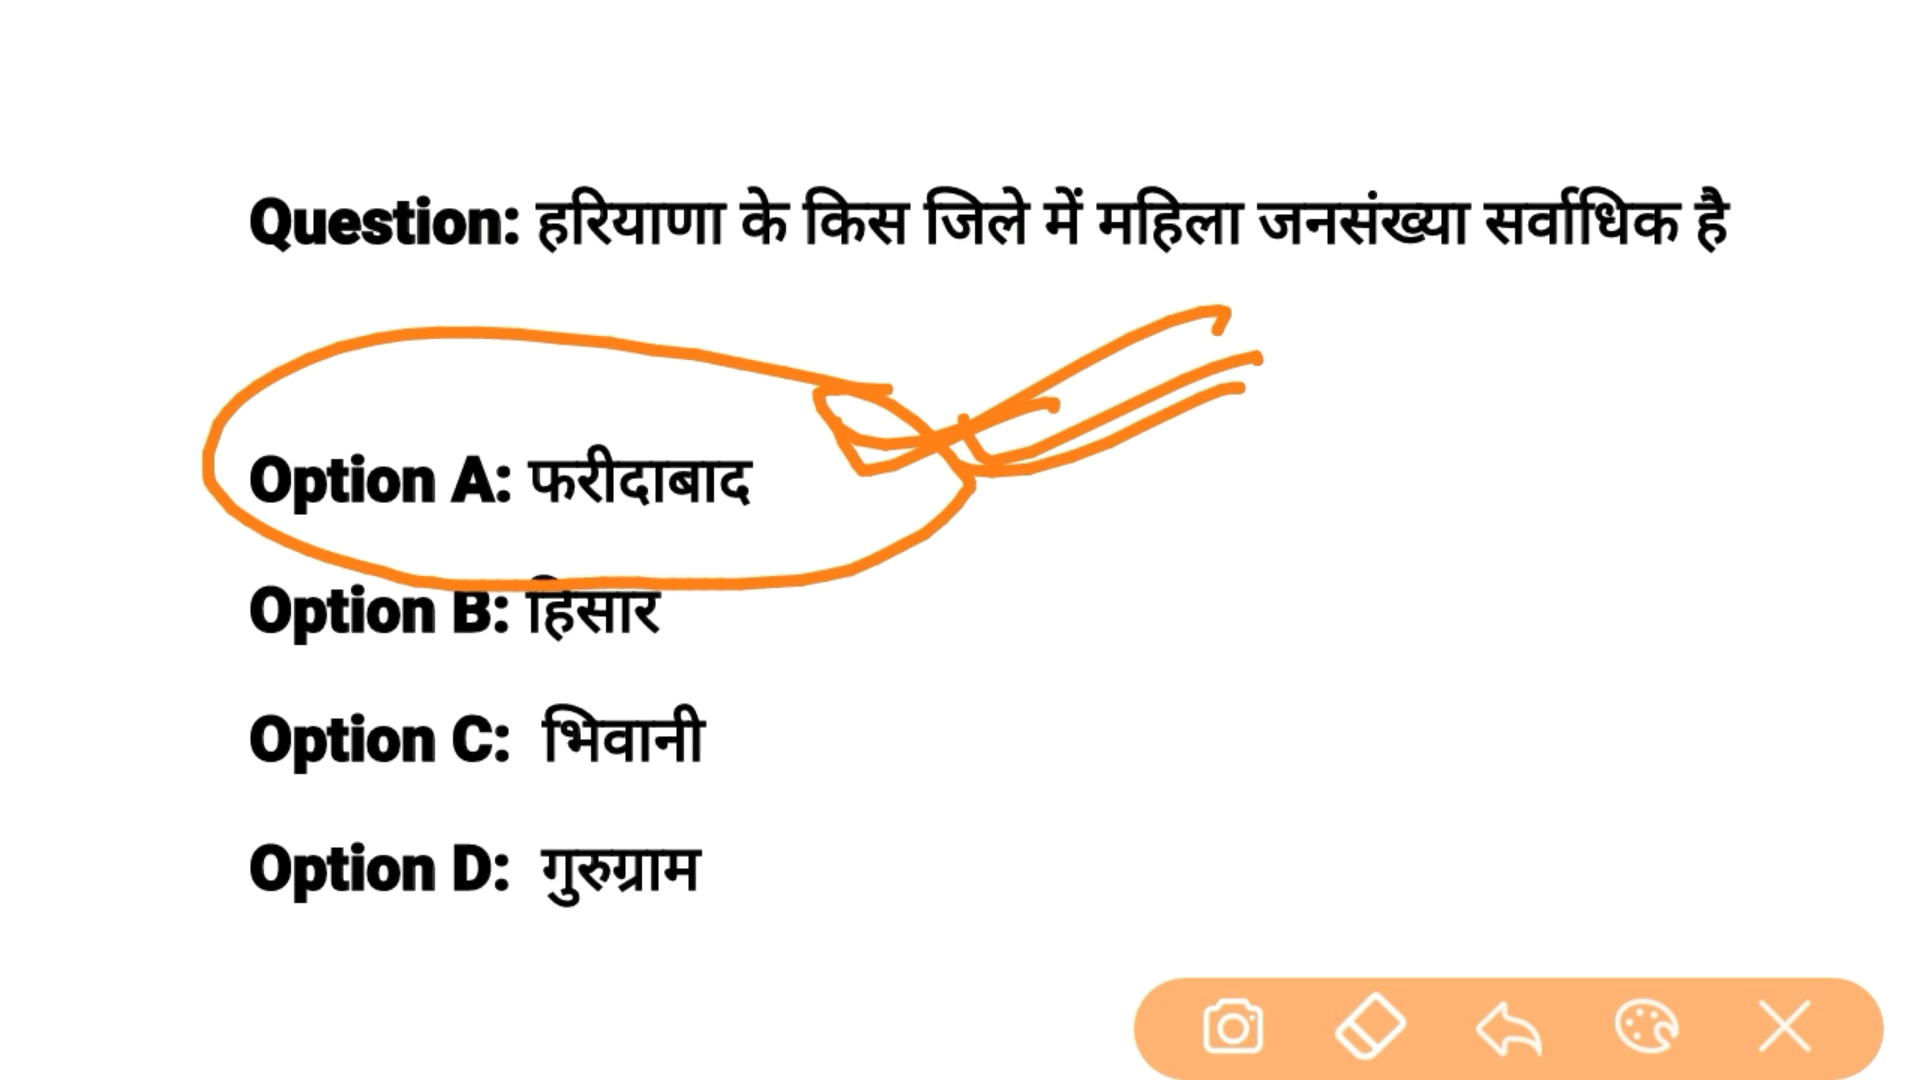 Question: हरियाणा के किस जिले में महिला जनसंख्या सर्वाधिक है
Option A: फरीदाबाद
Option B: हिसार
Option C: भिवानी
Option D: गुरुग्राम